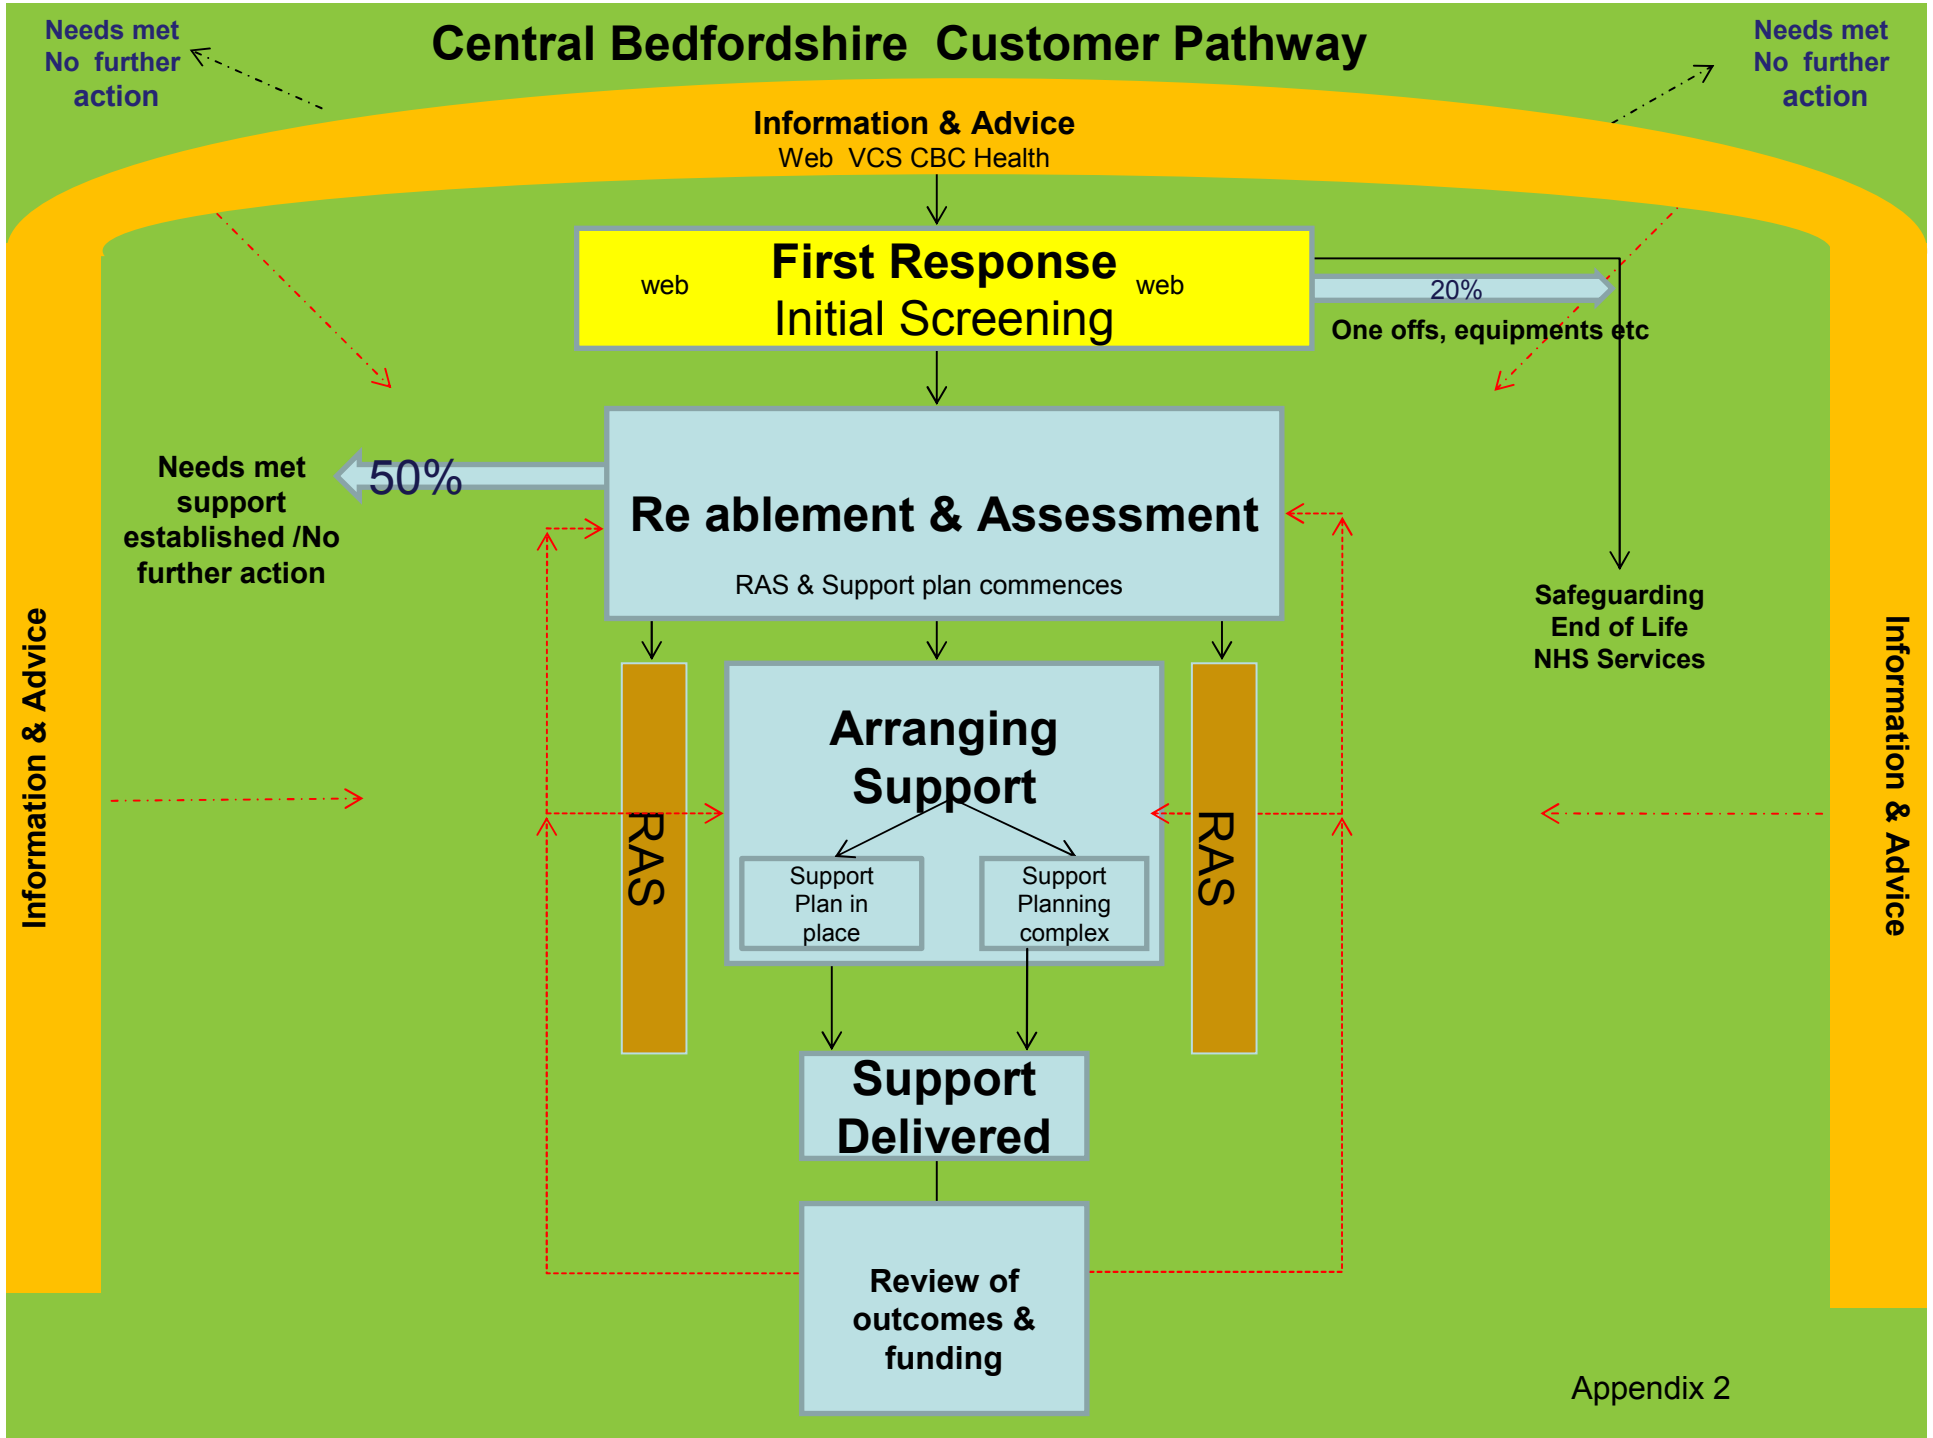 Central Bedfordshire  Customer Pathway
Needs met
No  further
action
Needs met
No  further
action
Information & Advice
Web  VCS CBC Health
web
First Response
Initial Screening
web
20%
One offs, equipments etc
50%
Needs met
support
established /No
further action
Re ablement & Assessment
RAS & Support plan commences
Safeguarding
End of Life
NHS Services
Information & Advice
Information & Advice
RAS
Arranging
Support
RAS
Support
Plan in
place
Support
Planning
complex
Support
Delivered
Review of
outcomes &
funding
Appendix 2